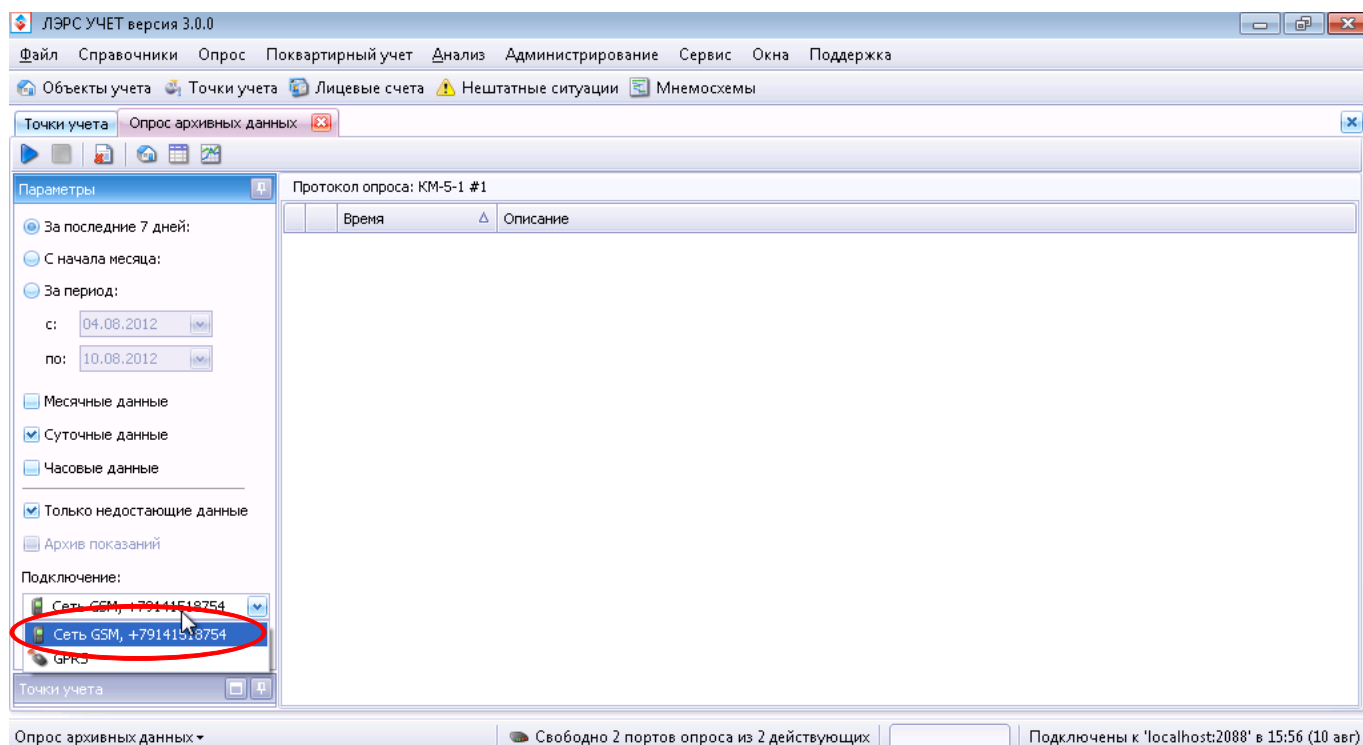 ЛЭРС УЧЕТ версия 3.0.0
Файл Справочники Опрос Поквартирный учет Анализ Администрирование Сервис Окна Поддержка
Объекты учета Точки учета Лицевые счета Нештатные ситуации Мнемосхемы
Точки учета Опрос архивных данных
Параметры
Протокол опроса: КМ-5-1 #1
Время Описание
За последние 7 дней:
С начала месяца:
За период:
с: 04.08.2012
по: 10.08.2012
Месячные данные
Суточные данные
Часовые данные
Только недостающие данные
Архив показаний
Подключение:
Сеть GSM, +79141518754
Сеть GSM, +79141518754
GPRS
Точки учета
Опрос архивных данных Свободно 2 портов опроса из 2 действующих Подключены к 'localhost:2088' в 15:56 (10 авг)